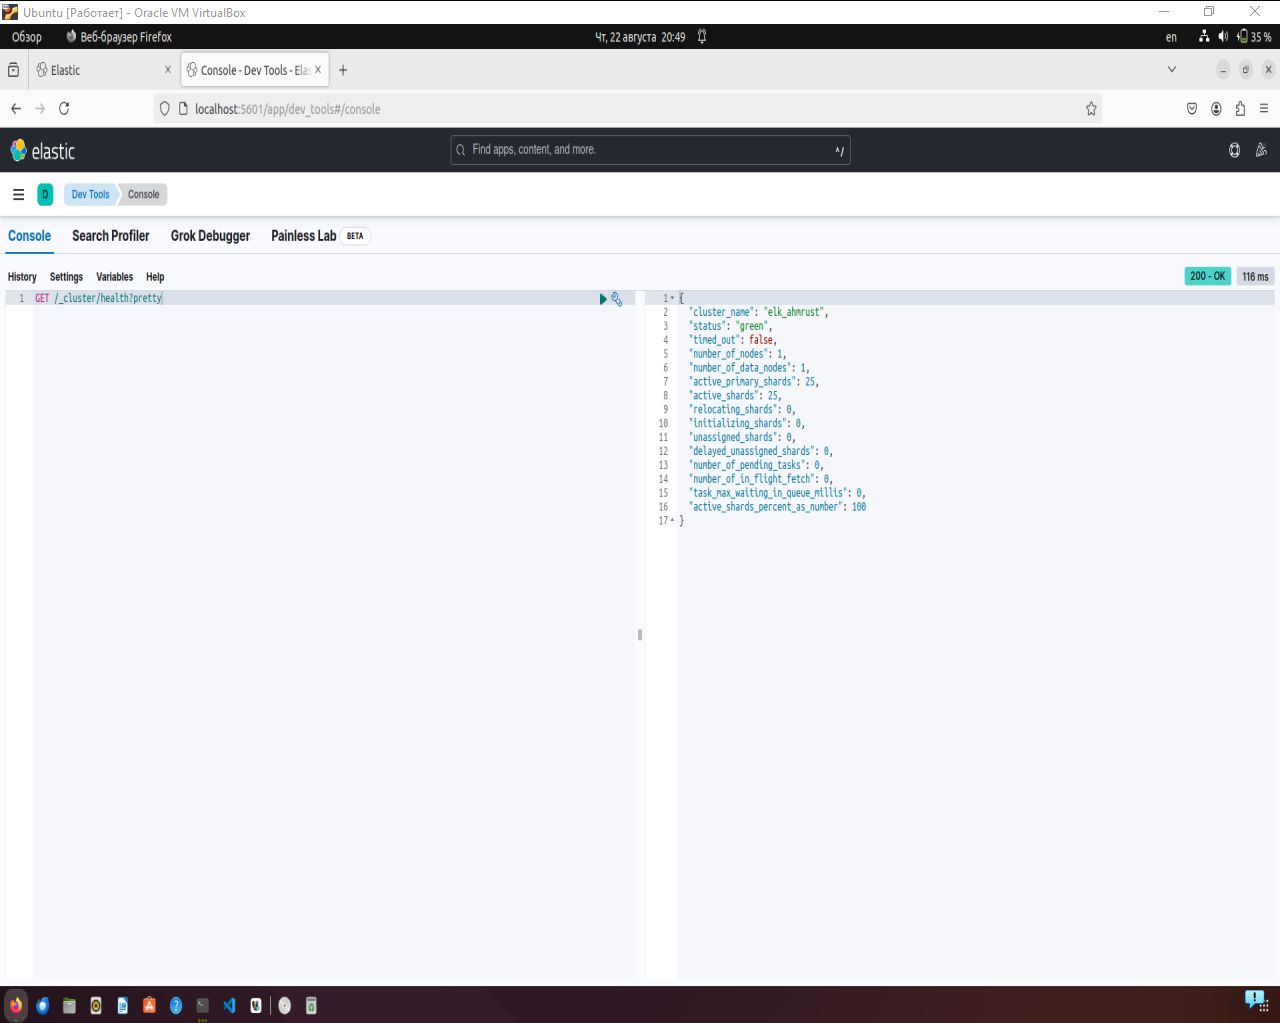 Ubuntu [Работает] - Oracle VM VirtualBox
Обзор Веб-браузер Firefox Чт, 22 августа 20:49 en 35 %
Elastic x Console - Dev Tools - Elas x
localhost:5601/app/dev_tools#/console
elastic Find apps, content, and more. ^/
D Dev Tools Console
Console Search Profiler Grok Debugger Painless Lab BETA
History Settings Variables Help 200 - OK 116 ms
1 GET /_cluster/health?pretty
1 {
2 "cluster_name": "elk_ahmrust",
3 "status": "green",
4 "timed_out": false,
5 "number_of_nodes": 1,
6 "number_of_data_nodes": 1,
7 "active_primary_shards": 25,
8 "active_shards": 25,
9 "relocating_shards": 0,
10 "initializing_shards": 0,
11 "unassigned_shards": 0,
12 "delayed_unassigned_shards": 0,
13 "number_of_pending_tasks": 0,
14 "number_of_in_flight_fetch": 0,
15 "task_max_waiting_in_queue_millis": 0,
16 "active_shards_percent_as_number": 100
17 }